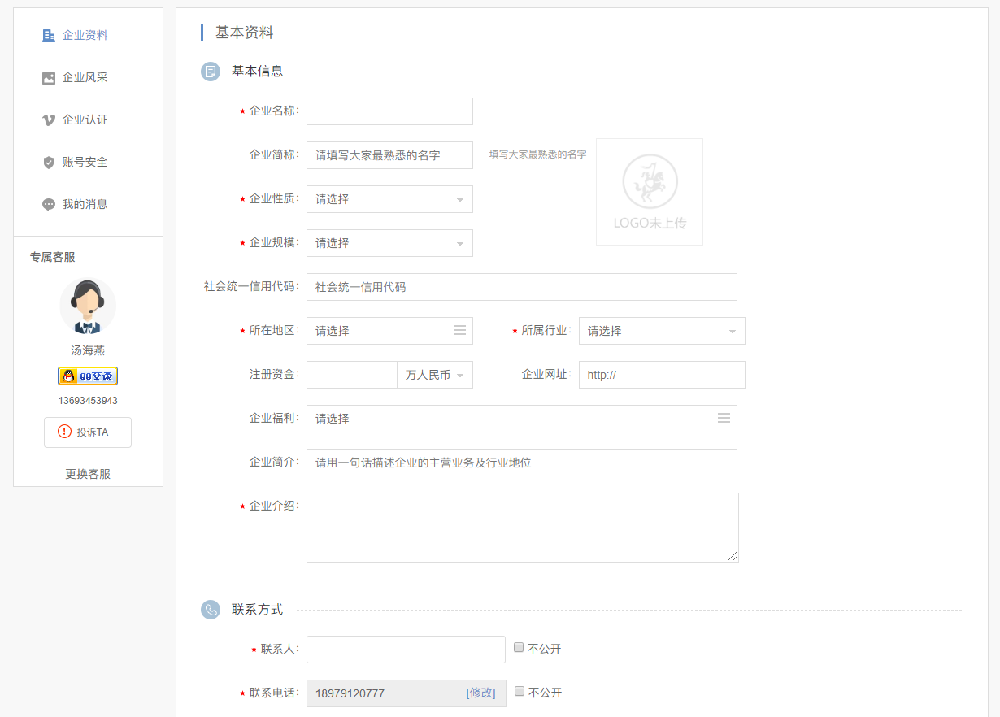 企业资料
企业风采
企业认证
账号安全
我的消息
专属客服
汤海燕
QQ交谈
13693453943
投诉TA
更换客服
基本资料
基本信息
★ 企业名称:
企业简称: 请填写大家最熟悉的名字 填写大家最熟悉的名字
LOGO未上传
★ 企业性质: 请选择
★ 企业规模: 请选择
社会统一信用代码: 社会统一信用代码
★ 所在地区: 请选择 ★ 所属行业: 请选择
注册资金: 万人民币 企业网址: http://
企业福利: 请选择
企业简介: 请用一句话描述企业的主营业务及行业地位
★ 企业介绍:
联系方式
★ 联系人: 不公开
★ 联系电话: 18979120777 [修改] 不公开